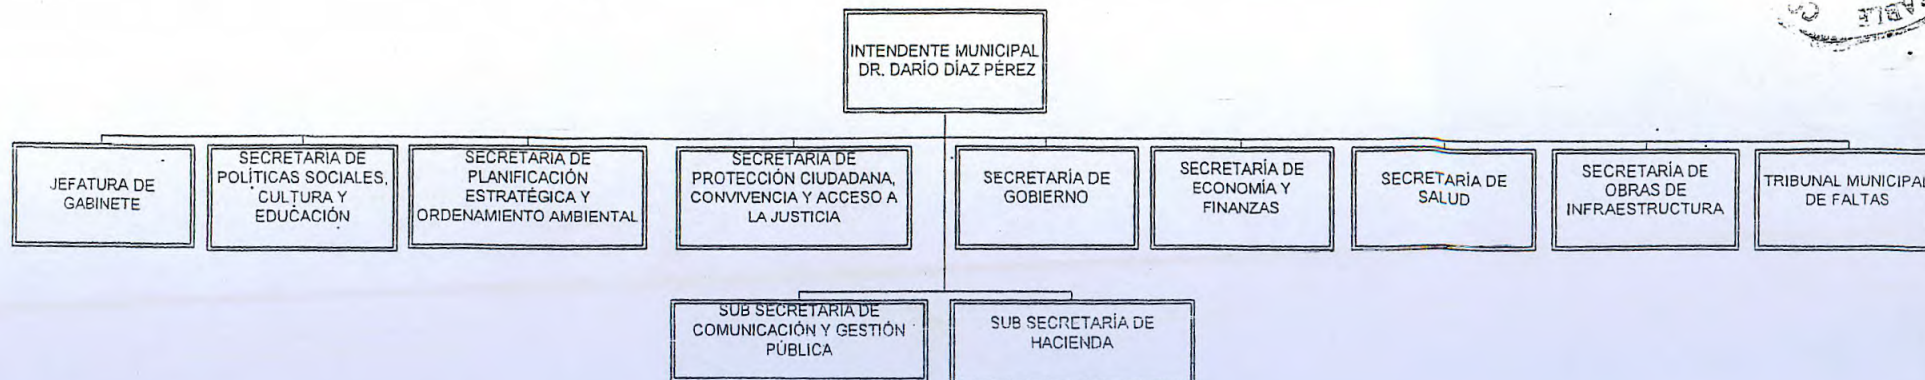 INTENDENTE MUNICIPAL
DR. DARÍO DÍAZ PÉREZ
JEFATURA DE
GABINETE
SECRETARIA DE
POLÍTICAS SOCIALES,
CULTURA Y
EDUCACIÓN
SECRETARIA DE
PLANIFICACIÓN
ESTRATÉGICA Y
ORDENAMIENTO AMBIENTAL
SECRETARIA DE
PROTECCIÓN CIUDADANA,
CONVIVENCIA Y ACCESO A
LA JUSTICIA
SECRETARÍA DE
GOBIERNO
SECRETARÍA DE
ECONOMÍA Y
FINANZAS
SECRETARÍA DE
SALUD
SECRETARÍA DE
OBRAS DE
INFRAESTRUCTURA
TRIBUNAL MUNICIPAL
DE FALTAS
SUB SECRETARÍA DE
COMUNICACIÓN Y GESTIÓN
PÚBLICA
SUB SECRETARÍA DE
HACIENDA